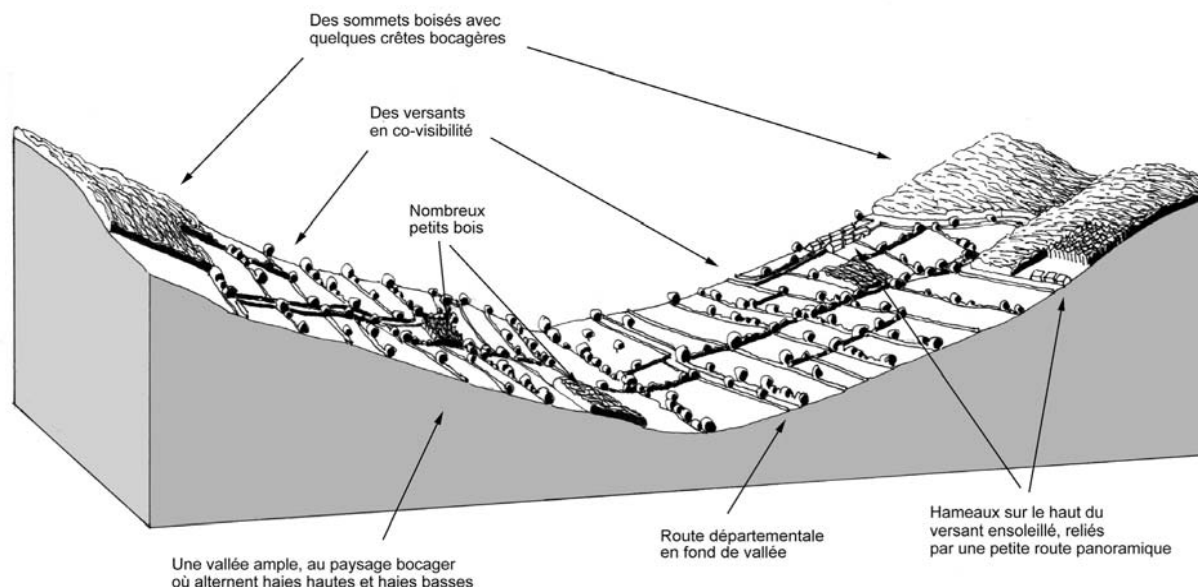 Des sommets boisés avec
quelques crêtes bocagères
Des versants
en co-visibilité
Nombreux
petits bois
Hameaux sur le haut du
versant ensoleillé, reliés
par une petite route panoramique
Route départementale
en fond de vallée
Une vallée ample, au paysage bocager
où alternent haies hautes et haies basses